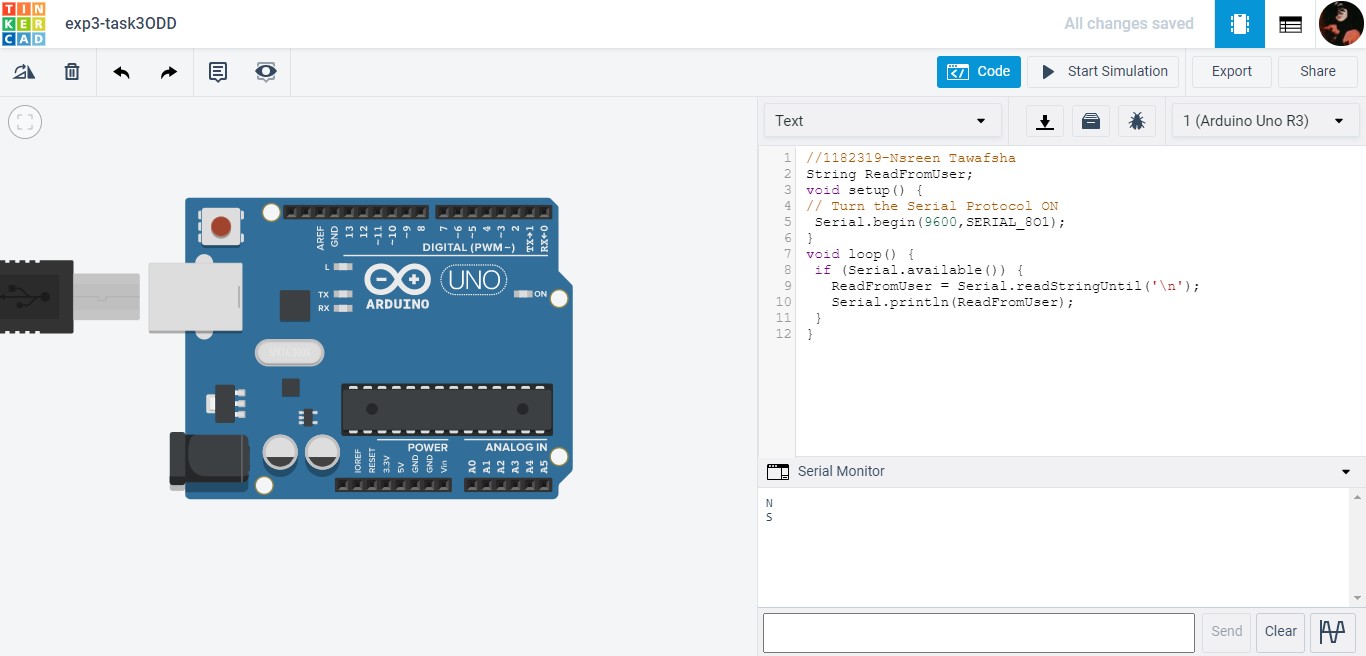 TIN
KER
CAD
exp3-task3ODD
All changes saved
Code
Start Simulation
Export
Share
Text
1 (Arduino Uno R3)
1 //1182319-Nsreen Tawafsha
2 String ReadFromUser;
3 void setup() {
4 // Turn the Serial Protocol ON
5 Serial.begin(9600,SERIAL_8O1);
6 }
7 void loop() {
8 if (Serial.available()) {
9 ReadFromUser = Serial.readStringUntil('\n');
10 Serial.println(ReadFromUser);
11 }
12 }
AREF
GND
13
12
~11
~10
~9
8
7
~6
~5
4
~3
2
TX→1
RX←0
DIGITAL (PWM~)
L
TX
RX
ARDUINO
UNO
ON
POWER
ANALOG IN
IOREF
RESET
3.3V
5V
GND
GND
Vin
A0
A1
A2
A3
A4
A5
Serial Monitor
N
S
Send
Clear